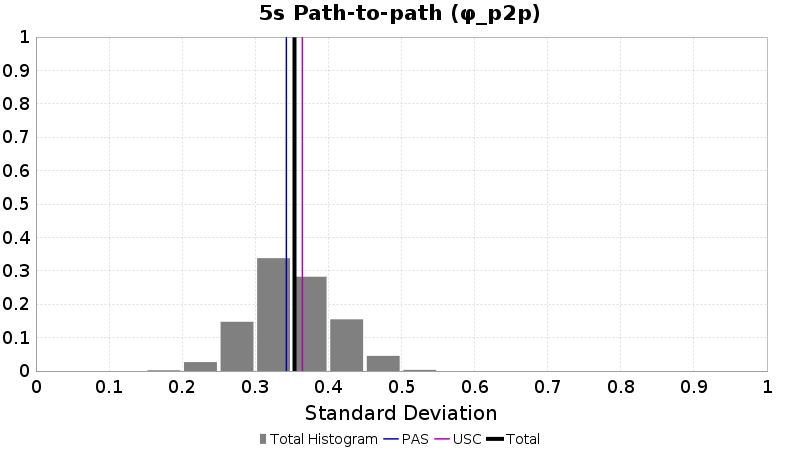 5s Path-to-path (φ_p2p)
1
0.9
0.8
0.7
0.6
0.5
0.4
0.3
0.2
0.1
0
0 0.1 0.2 0.3 0.4 0.5 0.6 0.7 0.8 0.9 1
Standard Deviation
Total Histogram PAS USC Total